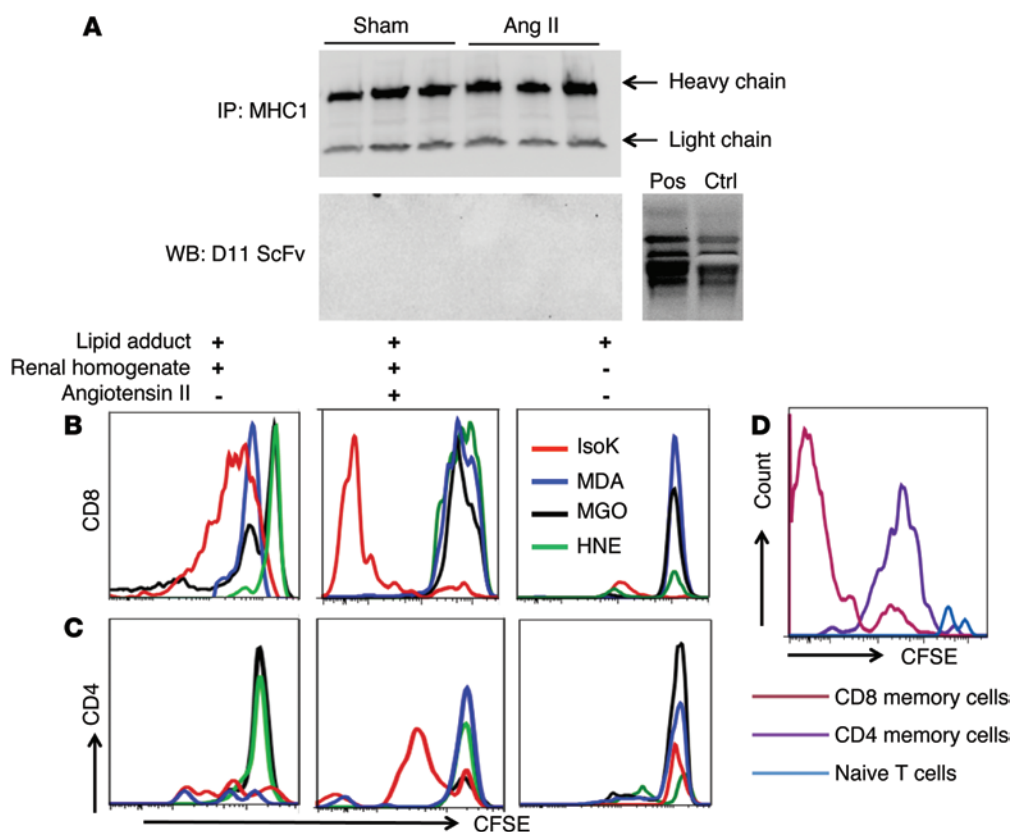 A
Sham Ang II
IP: MHC1
Heavy chain
Light chain
Pos Ctrl
WB: D11 ScFv
Lipid adduct + + +
Renal homogenate + + -
Angiotensin II - + -
B
CD8
IsoK
MDA
MGO
HNE
D
Count
CFSE
C
CD4
CFSE
CD8 memory cells
CD4 memory cells
Naive T cells